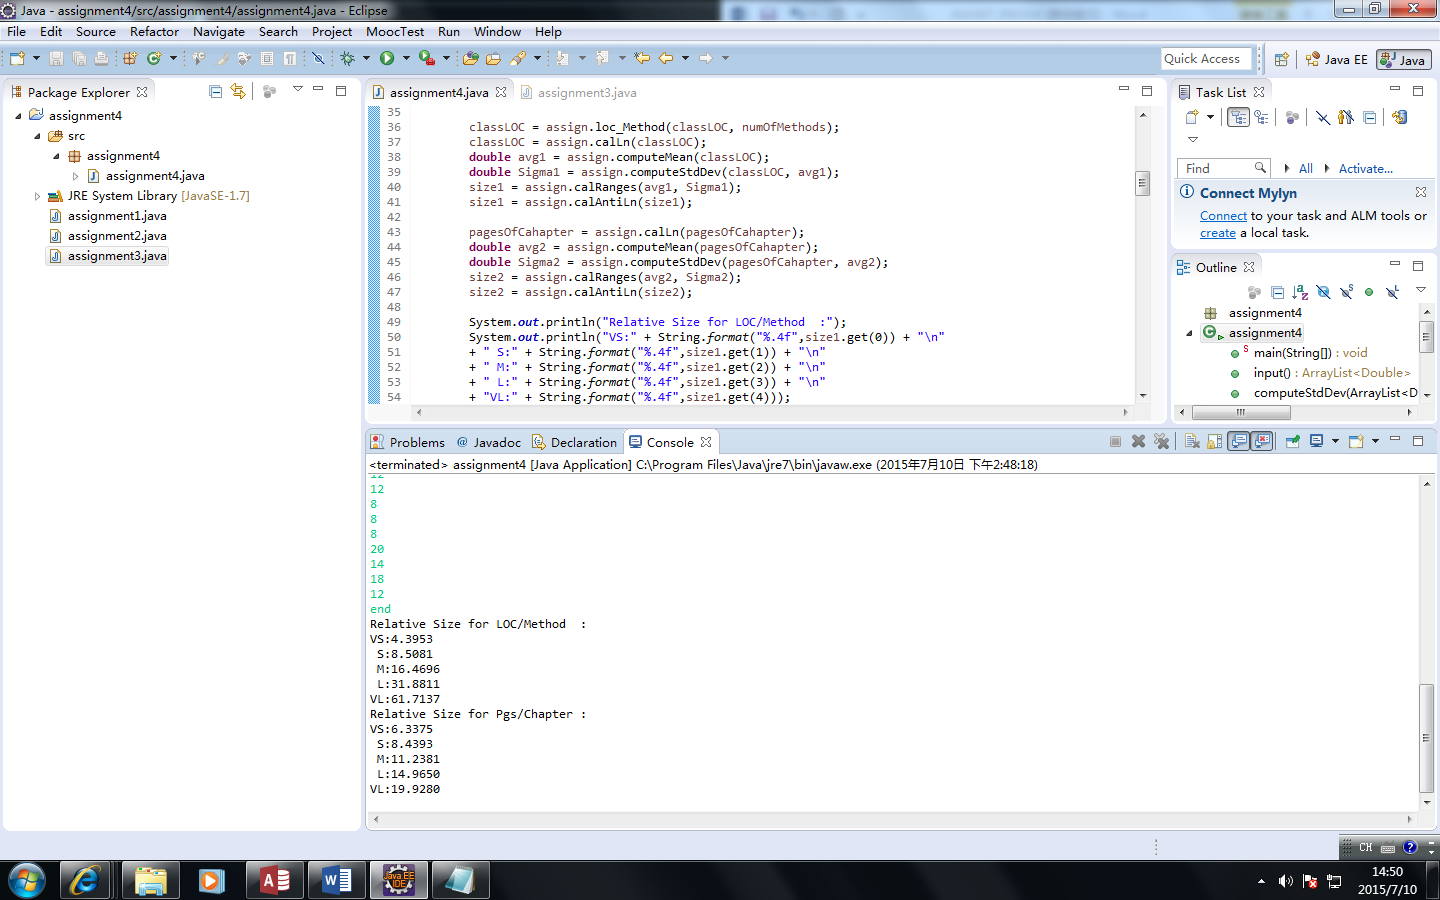 Java - assignment4/src/assignment4/assignment4.java - Eclipse
File Edit Source Refactor Navigate Search Project MoocTest Run Window Help
Quick Access Java EE Java
Package Explorer
assignment4
src
assignment4
assignment4.java
JRE System Library [JavaSE-1.7]
assignment1.java
assignment2.java
assignment3.java
assignment4.java assignment3.java
35
36 classLOC = assign.loc_Method(classLOC, numOfMethods);
37 classLOC = assign.calLn(classLOC);
38 double avg1 = assign.computeMean(classLOC);
39 double Sigma1 = assign.computeStdDev(classLOC, avg1);
40 size1 = assign.calRanges(avg1, Sigma1);
41 size1 = assign.calAntiLn(size1);
42
43 pagesOfCahapter = assign.calLn(pagesOfCahapter);
44 double avg2 = assign.computeMean(pagesOfCahapter);
45 double Sigma2 = assign.computeStdDev(pagesOfCahapter, avg2);
46 size2 = assign.calRanges(avg2, Sigma2);
47 size2 = assign.calAntiLn(size2);
48
49 System.out.println("Relative Size for LOC/Method  :");
50 System.out.println("VS:" + String.format("%.4f",size1.get(0)) + "\n"
51 + " S:" + String.format("%.4f",size1.get(1)) + "\n"
52 + " M:" + String.format("%.4f",size1.get(2)) + "\n"
53 + " L:" + String.format("%.4f",size1.get(3)) + "\n"
54 + "VL:" + String.format("%.4f",size1.get(4)));
Task List
Find All Activate...
Connect Mylyn
Connect to your task and ALM tools or
create a local task.
Outline
assignment4
assignment4
main(String[]) : void
input() : ArrayList<Double>
computeStdDev(ArrayList<D
Problems Javadoc Declaration Console
<terminated> assignment4 [Java Application] C:\Program Files\Java\jre7\bin\javaw.exe (2015年7月10日 下午2:48:18)
12
12
8
8
8
20
14
18
12
end
Relative Size for LOC/Method  :
VS:4.3953
S:8.5081
M:16.4696
L:31.8811
VL:61.7137
Relative Size for Pgs/Chapter :
VS:6.3375
S:8.4393
M:11.2381
L:14.9650
VL:19.9280
CH
14:50
2015/7/10